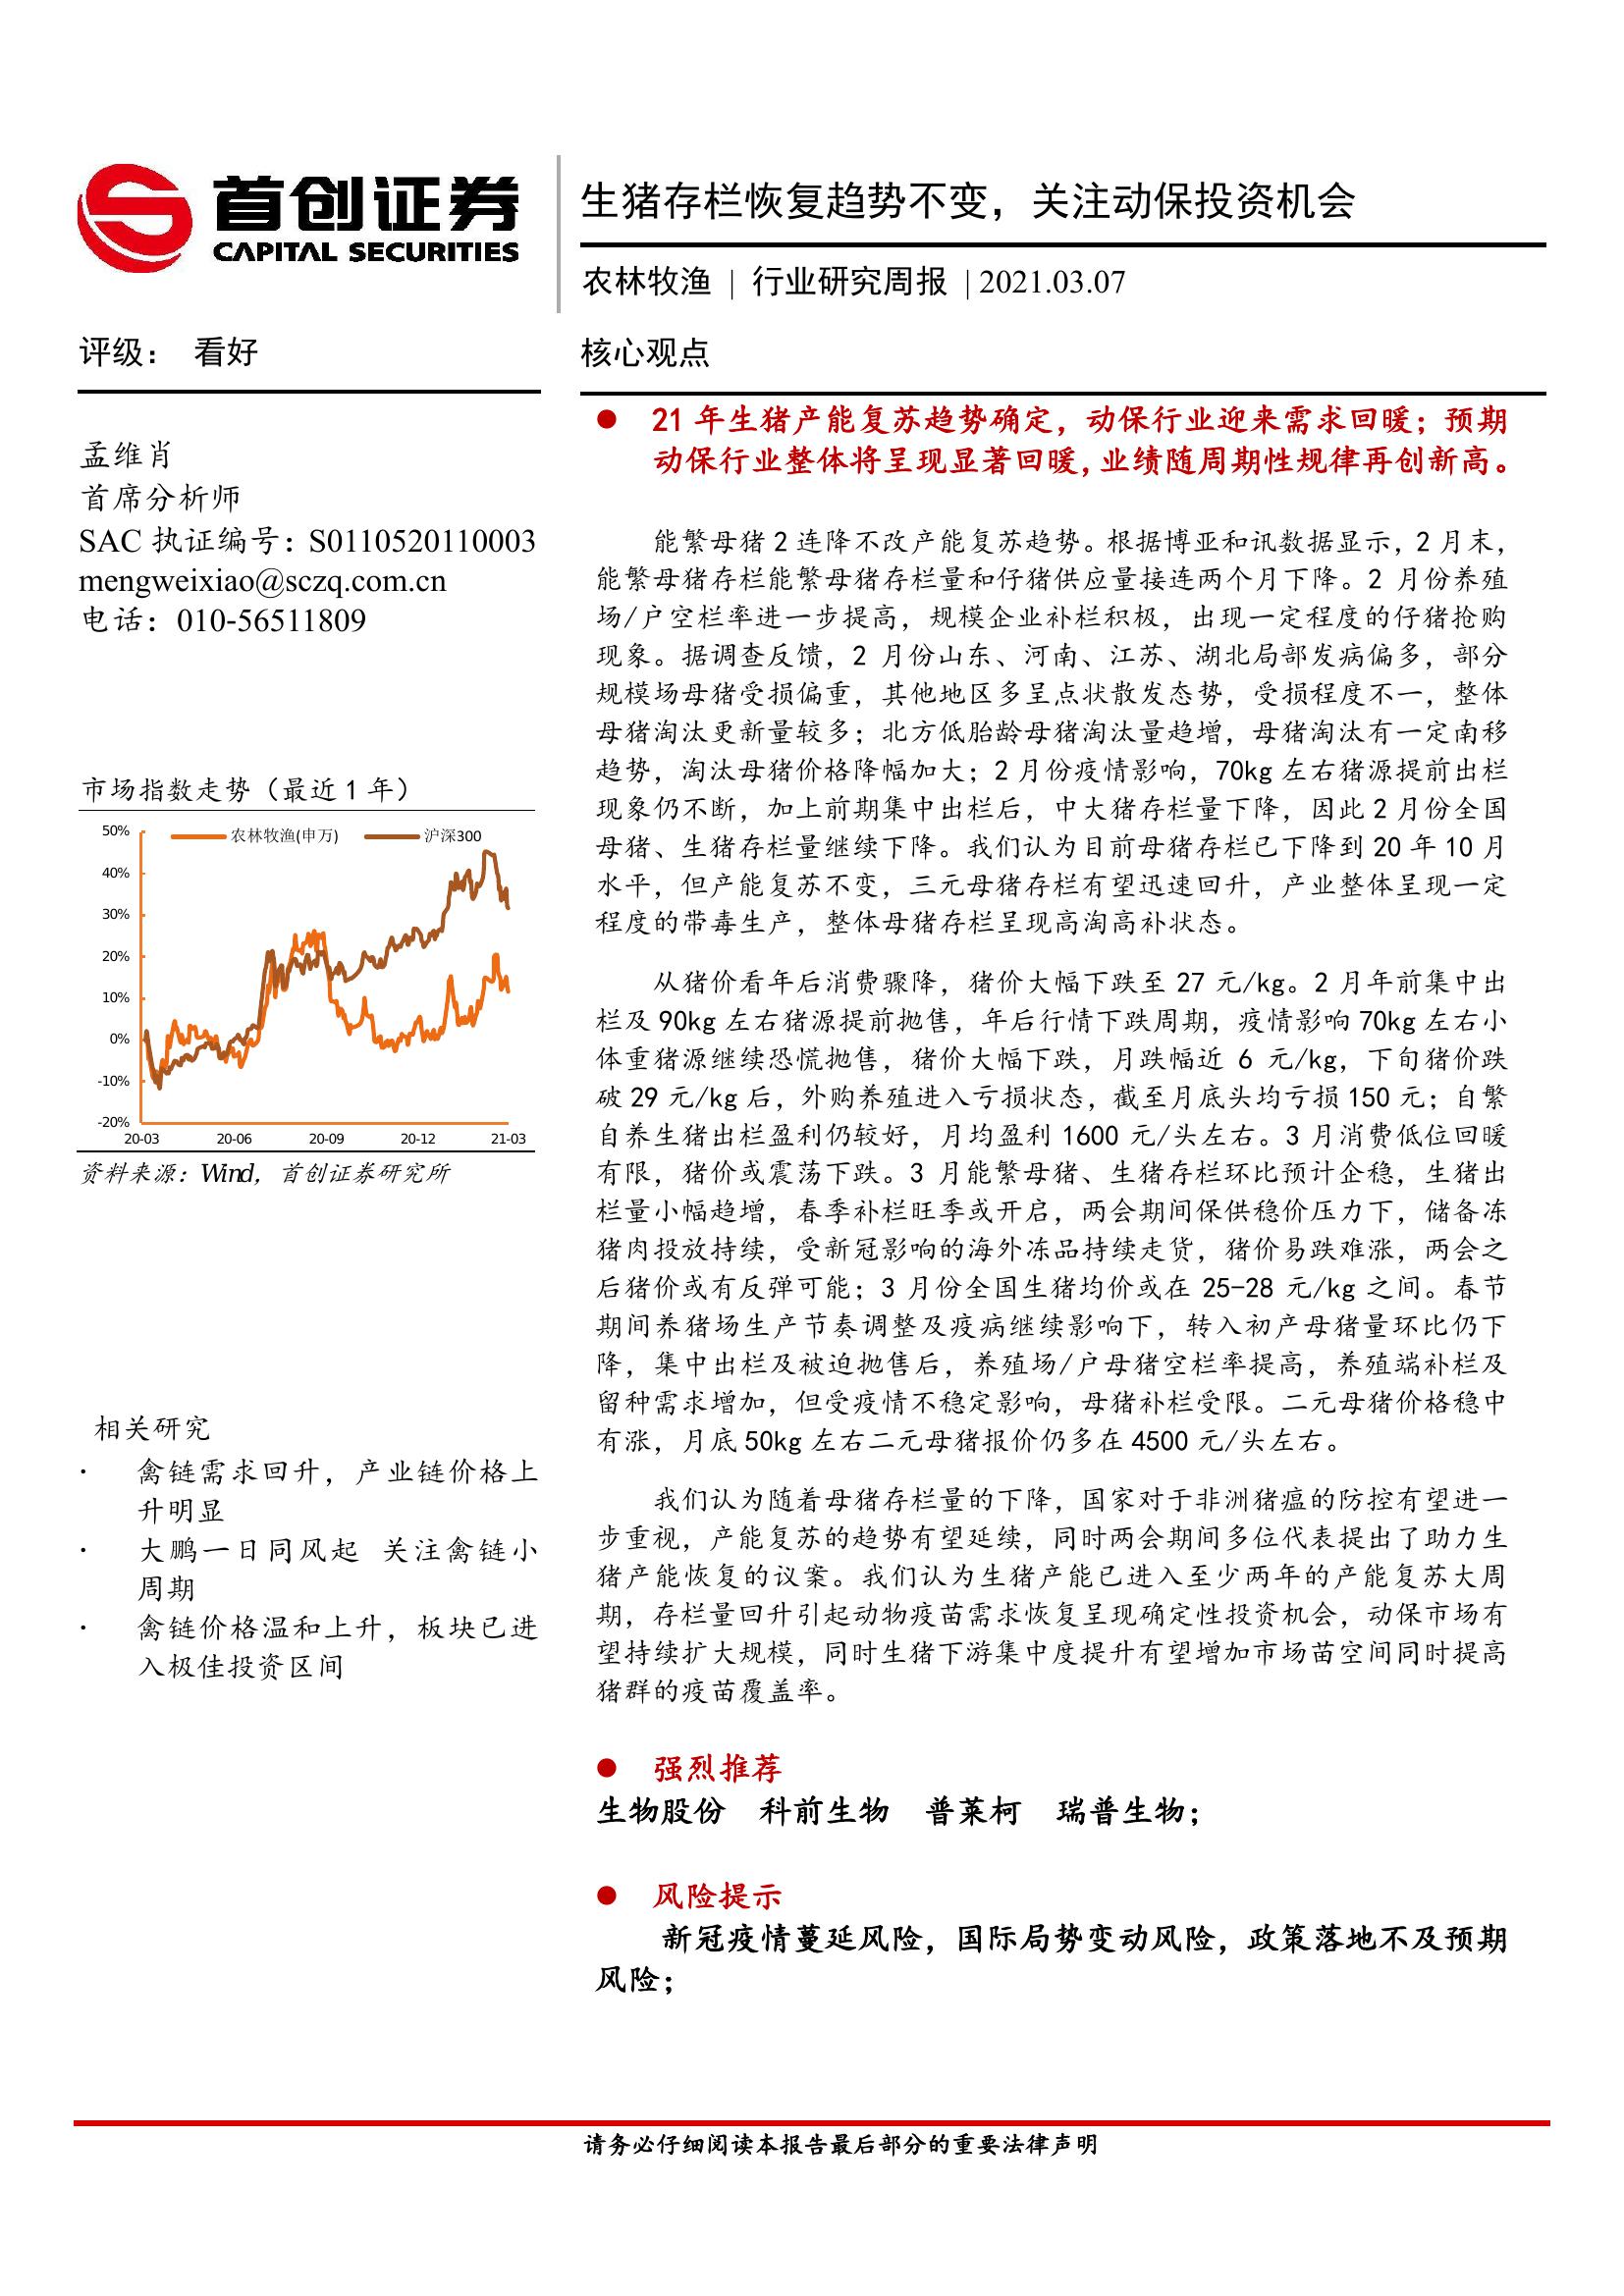 首创证券
CAPITAL SECURITIES
生猪存栏恢复趋势不变，关注动保投资机会
农林牧渔 | 行业研究周报 | 2021.03.07
评级： 看好
孟维肖
首席分析师
SAC 执证编号：S0110520110003
mengweixiao@sczq.com.cn
电话：010-56511809
市场指数走势（最近 1 年）
农林牧渔(申万) 沪深300
50%
40%
30%
20%
10%
0%
-10%
-20%
20-03 20-06 20-09 20-12 21-03
资料来源：Wind，首创证券研究所
相关研究
· 禽链需求回升，产业链价格上
升明显
· 大鹏一日同风起 关注禽链小
周期
· 禽链价格温和上升，板块已进
入极佳投资区间
核心观点
● 21 年生猪产能复苏趋势确定，动保行业迎来需求回暖；预期
动保行业整体将呈现显著回暖，业绩随周期性规律再创新高。
能繁母猪 2 连降不改产能复苏趋势。根据博亚和讯数据显示，2 月末，
能繁母猪存栏能繁母猪存栏量和仔猪供应量接连两个月下降。2 月份养殖
场/户空栏率进一步提高，规模企业补栏积极，出现一定程度的仔猪抢购
现象。据调查反馈，2 月份山东、河南、江苏、湖北局部发病偏多，部分
规模场母猪受损偏重，其他地区多呈点状散发态势，受损程度不一，整体
母猪淘汰更新量较多；北方低胎龄母猪淘汰量趋增，母猪淘汰有一定南移
趋势，淘汰母猪价格降幅加大；2 月份疫情影响，70kg 左右猪源提前出栏
现象仍不断，加上前期集中出栏后，中大猪存栏量下降，因此 2 月份全国
母猪、生猪存栏量继续下降。我们认为目前母猪存栏已下降到 20 年 10 月
水平，但产能复苏不变，三元母猪存栏有望迅速回升，产业整体呈现一定
程度的带毒生产，整体母猪存栏呈现高淘高补状态。
从猪价看年后消费骤降，猪价大幅下跌至 27 元/kg。2 月年前集中出
栏及 90kg 左右猪源提前抛售，年后行情下跌周期，疫情影响 70kg 左右小
体重猪源继续恐慌抛售，猪价大幅下跌，月跌幅近 6 元/kg，下旬猪价跌
破 29 元/kg 后，外购养殖进入亏损状态，截至月底头均亏损 150 元；自繁
自养生猪出栏盈利仍较好，月均盈利 1600 元/头左右。3 月消费低位回暖
有限，猪价或震荡下跌。3 月能繁母猪、生猪存栏环比预计企稳，生猪出
栏量小幅趋增，春季补栏旺季或开启，两会期间保供稳价压力下，储备冻
猪肉投放持续，受新冠影响的海外冻品持续走货，猪价易跌难涨，两会之
后猪价或有反弹可能；3 月份全国生猪均价或在 25-28 元/kg 之间。春节
期间养猪场生产节奏调整及疫病继续影响下，转入初产母猪量环比仍下
降，集中出栏及被迫抛售后，养殖场/户母猪空栏率提高，养殖端补栏及
留种需求增加，但受疫情不稳定影响，母猪补栏受限。二元母猪价格稳中
有涨，月底 50kg 左右二元母猪报价仍多在 4500 元/头左右。
我们认为随着母猪存栏量的下降，国家对于非洲猪瘟的防控有望进一
步重视，产能复苏的趋势有望延续，同时两会期间多位代表提出了助力生
猪产能恢复的议案。我们认为生猪产能已进入至少两年的产能复苏大周
期，存栏量回升引起动物疫苗需求恢复呈现确定性投资机会，动保市场有
望持续扩大规模，同时生猪下游集中度提升有望增加市场苗空间同时提高
猪群的疫苗覆盖率。
● 强烈推荐
生物股份 科前生物 普莱柯 瑞普生物；
● 风险提示
新冠疫情蔓延风险，国际局势变动风险，政策落地不及预期
风险；
请务必仔细阅读本报告最后部分的重要法律声明